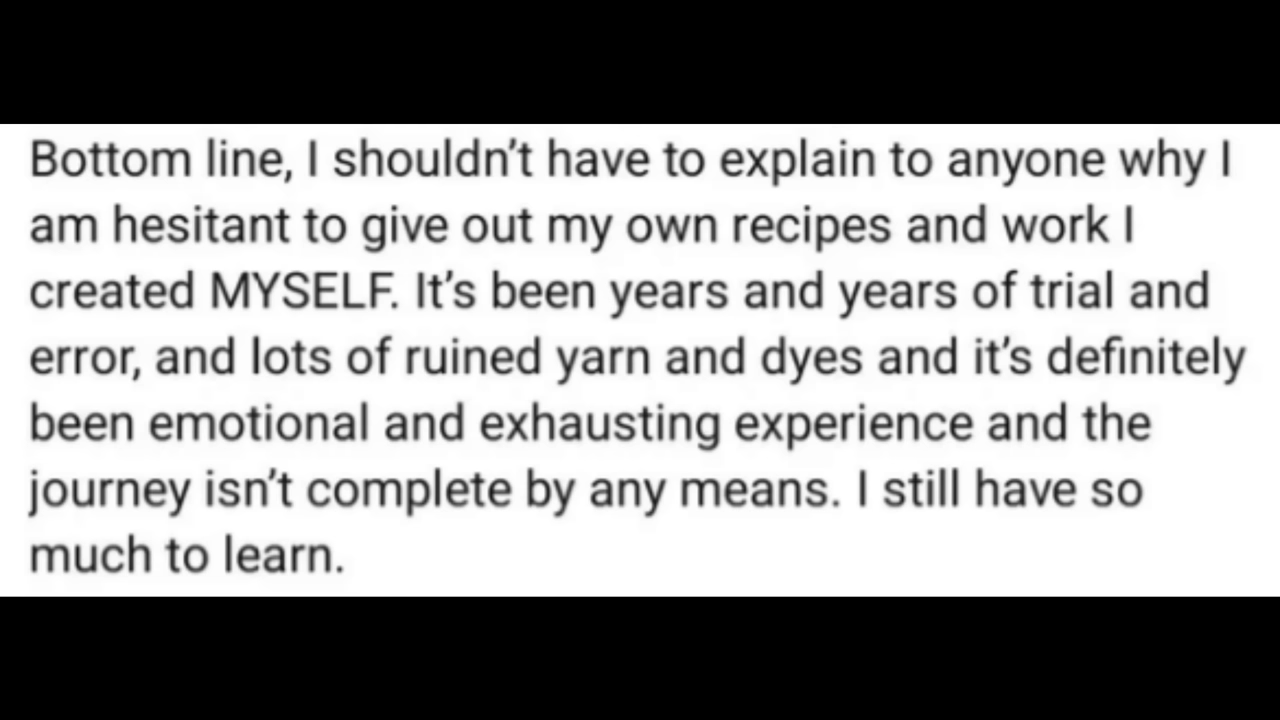 Bottom line, I shouldn’t have to explain to anyone why I
am hesitant to give out my own recipes and work I
created MYSELF. It’s been years and years of trial and
error, and lots of ruined yarn and dyes and it’s definitely
been emotional and exhausting experience and the
journey isn’t complete by any means. I still have so
much to learn.